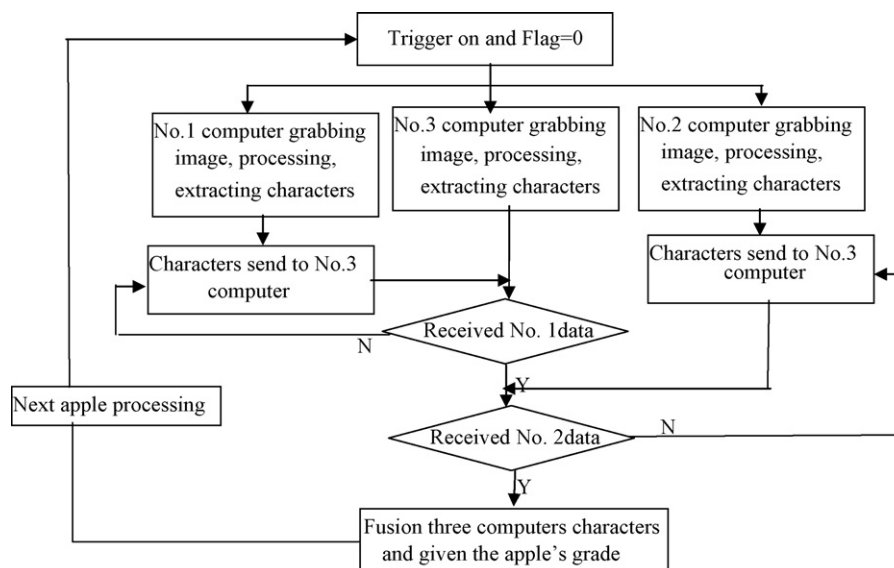 Trigger on and Flag=0
No.1 computer grabbing
image, processing,
extracting characters
No.3 computer grabbing
image, processing,
extracting characters
No.2 computer grabbing
image, processing,
extracting characters
Characters send to No.3
computer
Characters send to No.3
computer
Received No. 1data
N
Y
Next apple processing
Received No. 2data
N
Y
Fusion three computers characters
and given the apple’s grade